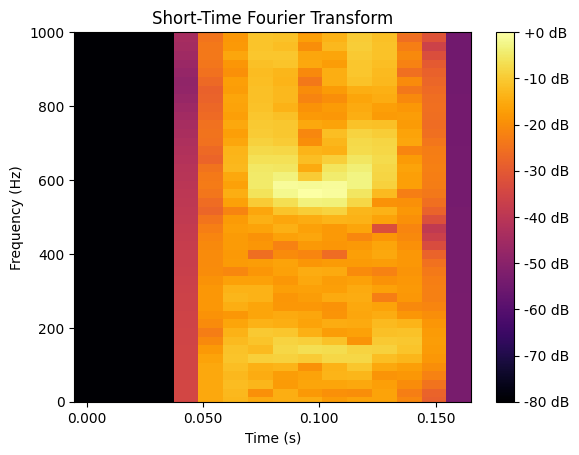 Short-Time Fourier Transform
1000
800
600
400
200
0
Frequency (Hz)
0.000
0.050
0.100
0.150
Time (s)
+0 dB
-10 dB
-20 dB
-30 dB
-40 dB
-50 dB
-60 dB
-70 dB
-80 dB